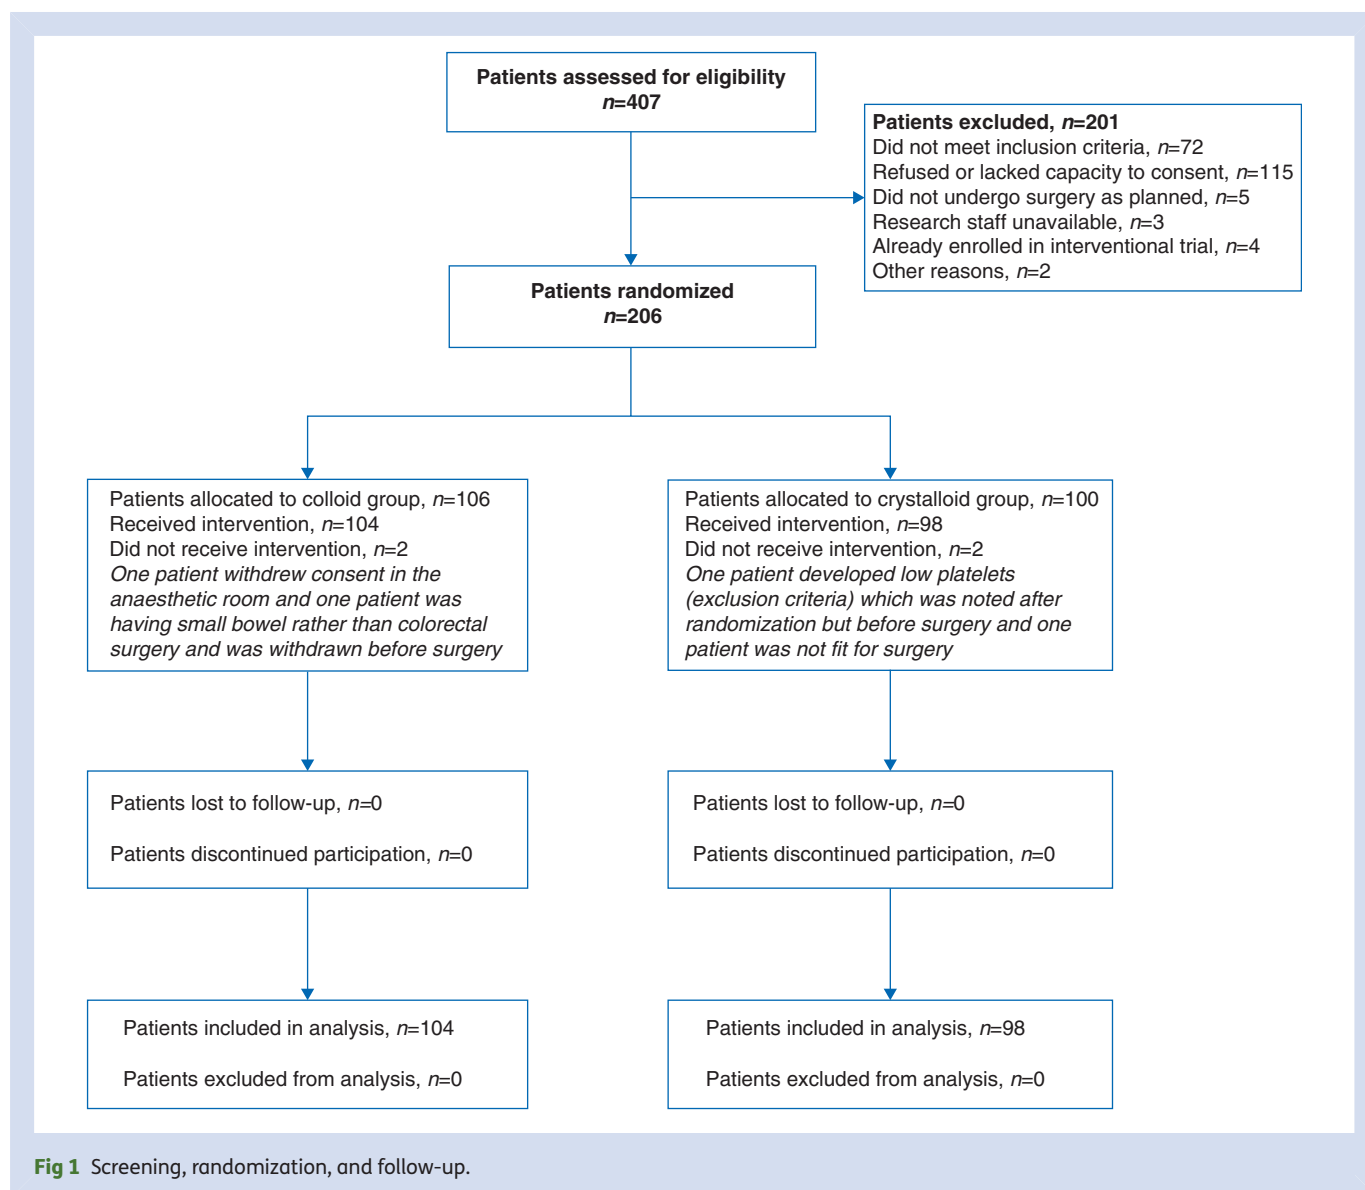 Patients assessed for eligibility
n=407
Patients excluded, n=201
Did not meet inclusion criteria, n=72
Refused or lacked capacity to consent, n=115
Did not undergo surgery as planned, n=5
Research staff unavailable, n=3
Already enrolled in interventional trial, n=4
Other reasons, n=2
Patients randomized
n=206
Patients allocated to colloid group, n=106
Received intervention, n=104
Did not receive intervention, n=2
One patient withdrew consent in the
anaesthetic room and one patient was
having small bowel rather than colorectal
surgery and was withdrawn before surgery
Patients allocated to crystalloid group, n=100
Received intervention, n=98
Did not receive intervention, n=2
One patient developed low platelets
(exclusion criteria) which was noted after
randomization but before surgery and one
patient was not fit for surgery
Patients lost to follow-up, n=0
Patients discontinued participation, n=0
Patients lost to follow-up, n=0
Patients discontinued participation, n=0
Patients included in analysis, n=104
Patients excluded from analysis, n=0
Patients included in analysis, n=98
Patients excluded from analysis, n=0
Fig 1 Screening, randomization, and follow-up.